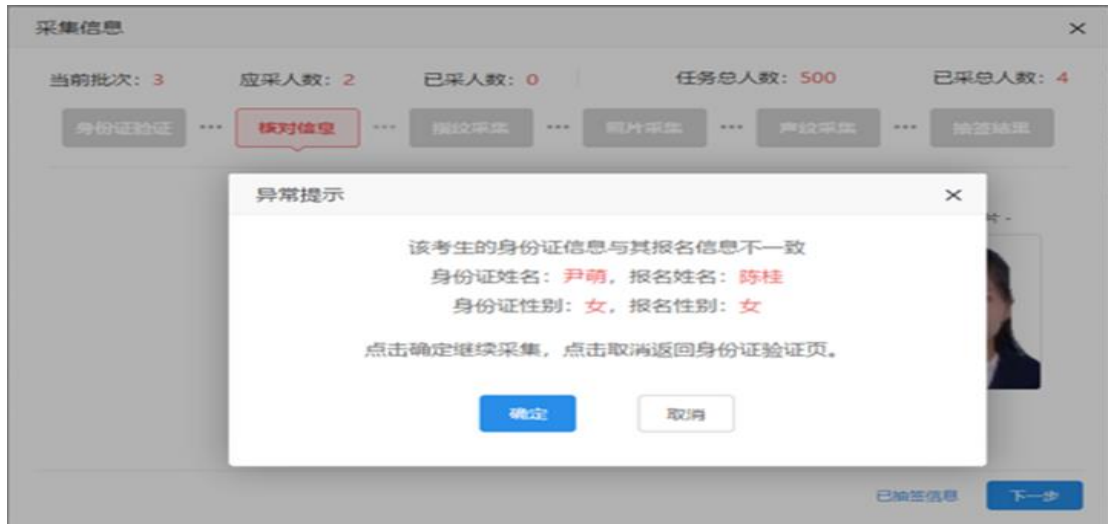 采集信息
当前批次：3 应采人数：2 已采人数：0 任务总人数：500 已采总人数：4
身份证验证 ··· 核对信息 ··· 指纹采集 ··· 照片采集 ··· 声纹采集 ··· 抽签结果
异常提示
片 -
该考生的身份证信息与其报名信息不一致
身份证姓名：尹萌，报名姓名：陈桂
身份证性别：女，报名性别：女
点击确定继续采集，点击取消返回身份证验证页。
确定 取消
已抽签信息 下一步